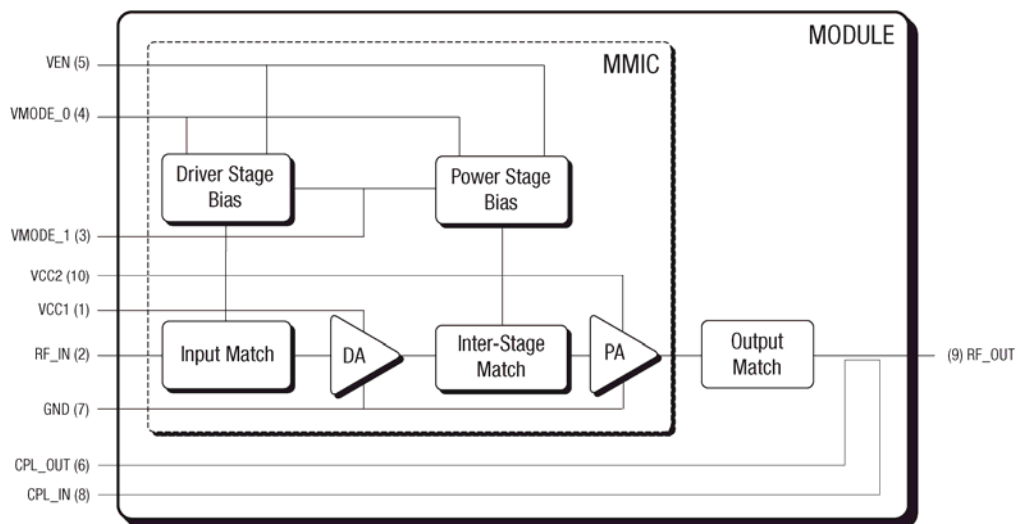 MODULE
MMIC
VEN (5)
VMODE_0 (4)
Driver Stage
Bias
Power Stage
Bias
VMODE_1 (3)
VCC2 (10)
VCC1 (1)
RF_IN (2)
Input Match
DA
Inter-Stage
Match
PA
Output
Match
(9) RF_OUT
GND (7)
CPL_OUT (6)
CPL_IN (8)